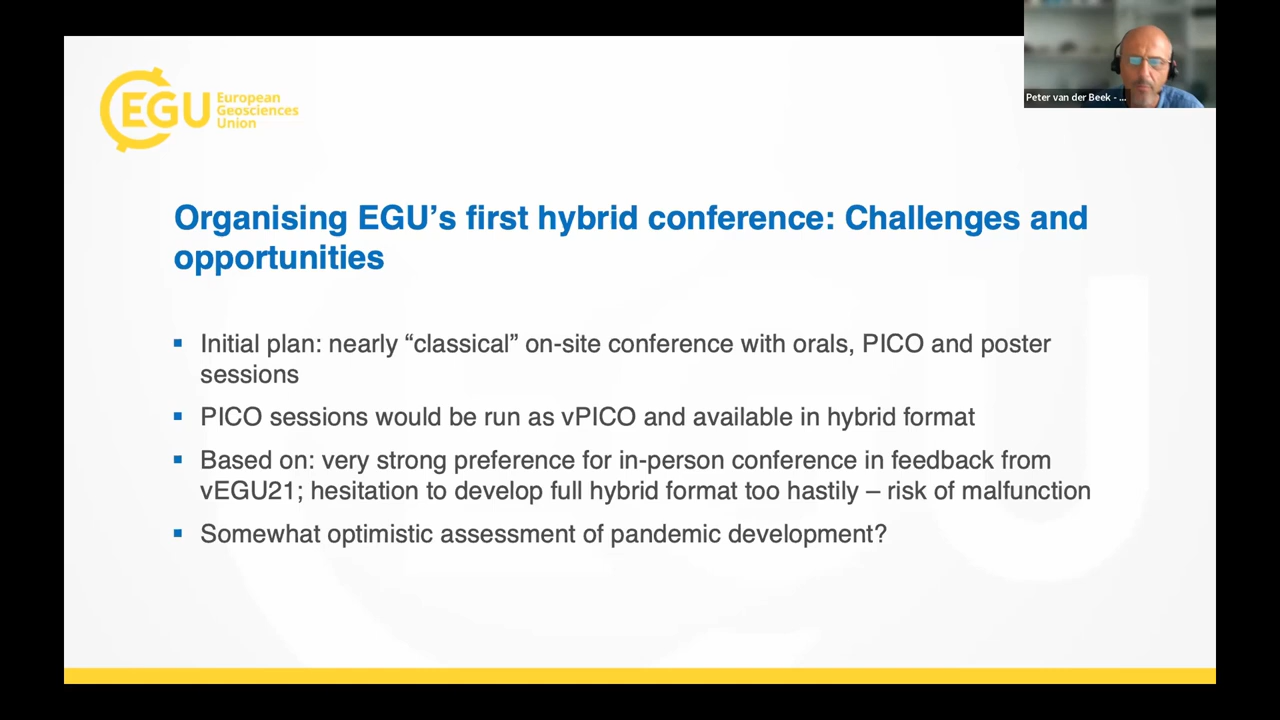 Peter van der Beek - ...
EGU
European
Geosciences
Union
Organising EGU’s first hybrid conference: Challenges and
opportunities
▪ Initial plan: nearly “classical” on-site conference with orals, PICO and poster
sessions
▪ PICO sessions would be run as vPICO and available in hybrid format
▪ Based on: very strong preference for in-person conference in feedback from
vEGU21; hesitation to develop full hybrid format too hastily – risk of malfunction
▪ Somewhat optimistic assessment of pandemic development?